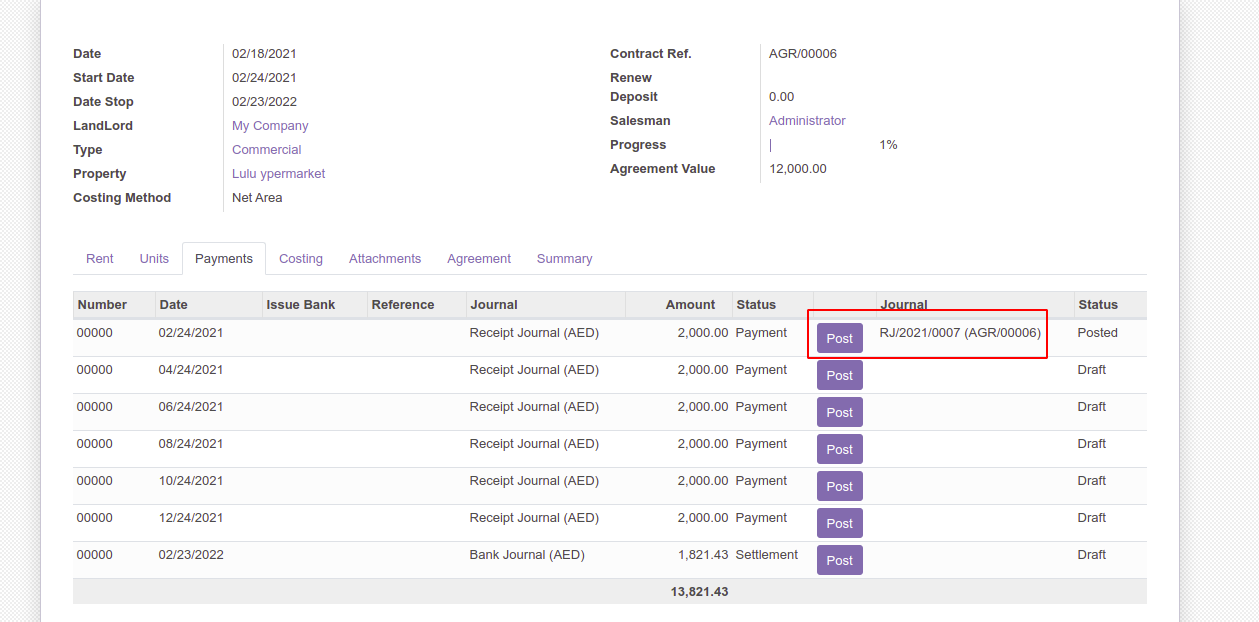 Date 02/18/2021 Contract Ref. AGR/00006
Start Date 02/24/2021 Renew
Date Stop 02/23/2022 Deposit 0.00
LandLord My Company Salesman Administrator
Type Commercial Progress 1%
Property Lulu ypermarket Agreement Value 12,000.00
Costing Method Net Area
Rent Units Payments Costing Attachments Agreement Summary
Number Date Issue Bank Reference Journal Amount Status Journal Status
00000 02/24/2021 Receipt Journal (AED) 2,000.00 Payment Post RJ/2021/0007 (AGR/00006) Posted
00000 04/24/2021 Receipt Journal (AED) 2,000.00 Payment Post Draft
00000 06/24/2021 Receipt Journal (AED) 2,000.00 Payment Post Draft
00000 08/24/2021 Receipt Journal (AED) 2,000.00 Payment Post Draft
00000 10/24/2021 Receipt Journal (AED) 2,000.00 Payment Post Draft
00000 12/24/2021 Receipt Journal (AED) 2,000.00 Payment Post Draft
00000 02/23/2022 Bank Journal (AED) 1,821.43 Settlement Post Draft
13,821.43